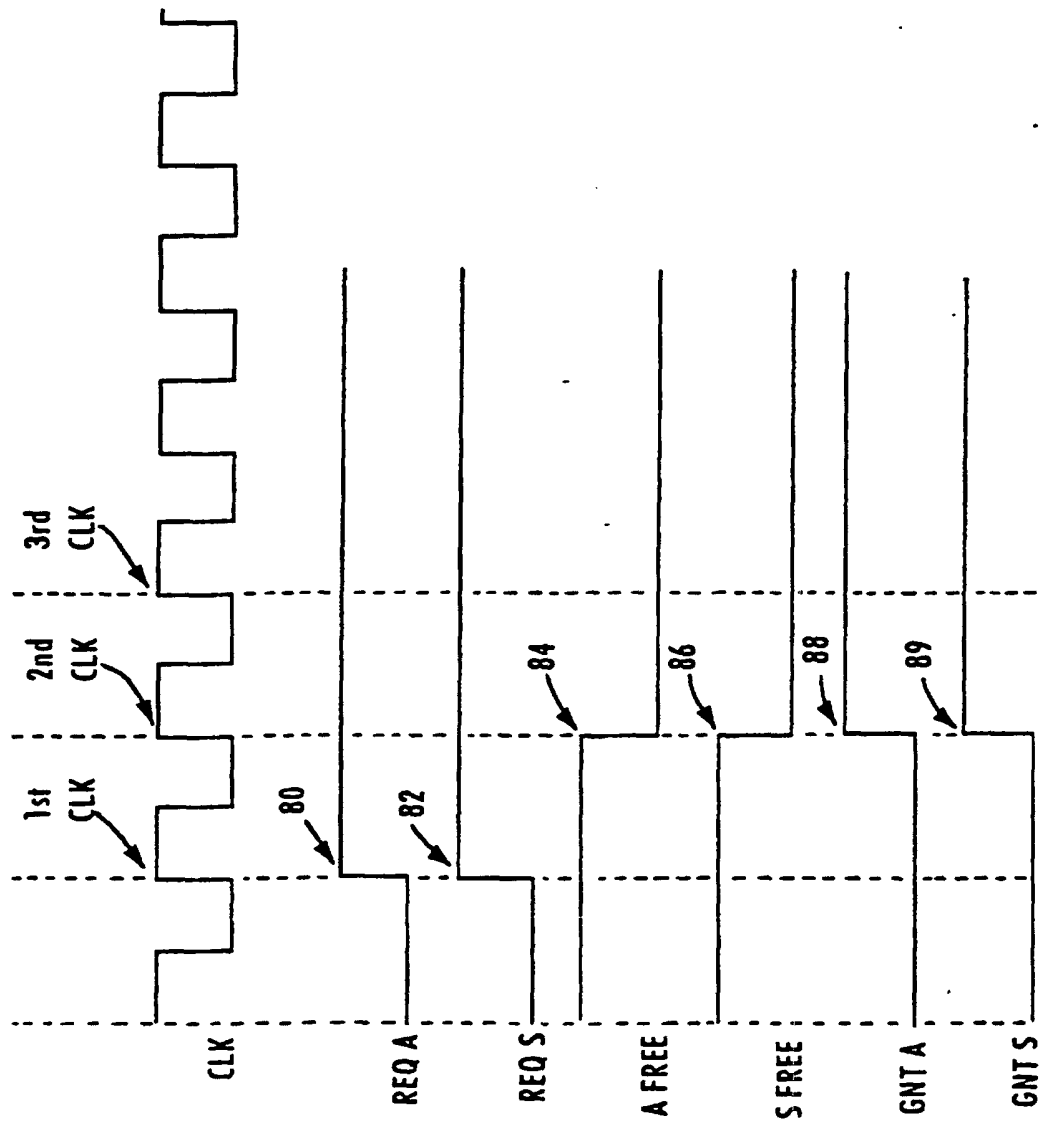 1st
CLK
2nd
CLK
3rd
CLK
CLK
80
REQ A
82
REQ S
84
A FREE
86
S FREE
88
GNT A
89
GNT S